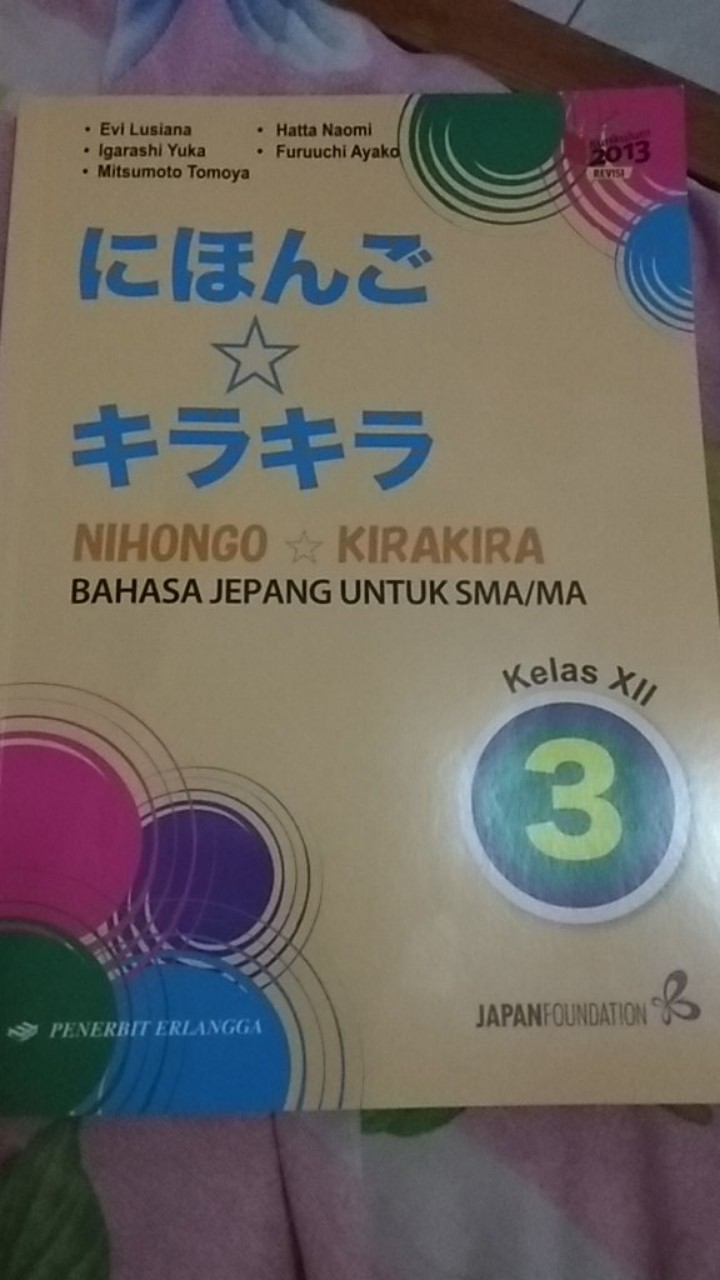 • Evi Lusiana
• Igarashi Yuka
• Mitsumoto Tomoya
• Hatta Naomi
• Furuuchi Ayako
Kurikulum
2013
REVISI
にほんご
☆
キラキラ
NIHONGO ☆ KIRAKIRA
BAHASA JEPANG UNTUK SMA/MA
Kelas XII
3
PENERBIT ERLANGGA
JAPANFOUNDATION